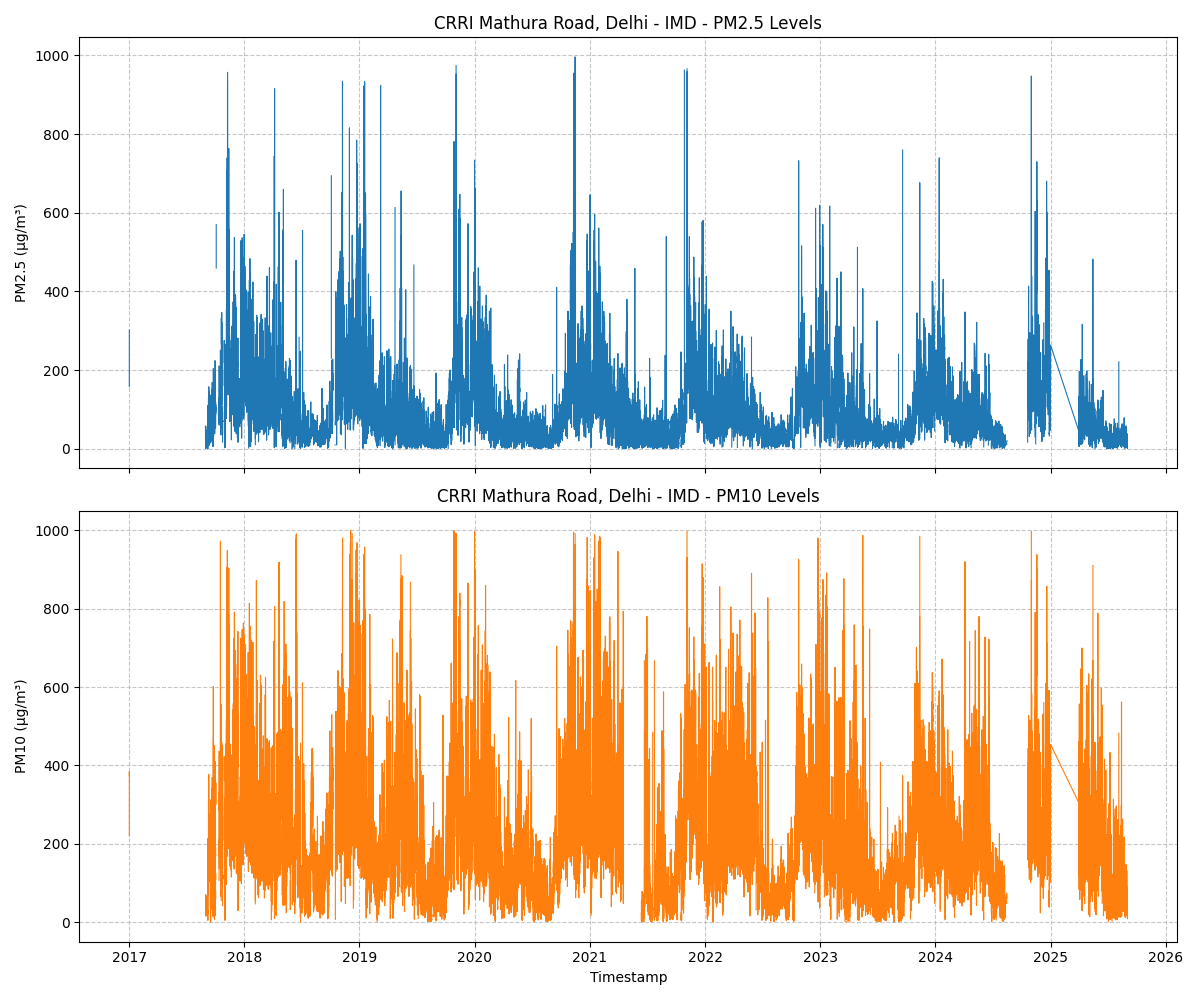 CRRI Mathura Road, Delhi - IMD - PM2.5 Levels
1000
800
600
400
200
0
PM2.5 (µg/m³)
CRRI Mathura Road, Delhi - IMD - PM10 Levels
1000
800
600
400
200
0
PM10 (µg/m³)
2017 2018 2019 2020 2021 2022 2023 2024 2025 2026
Timestamp